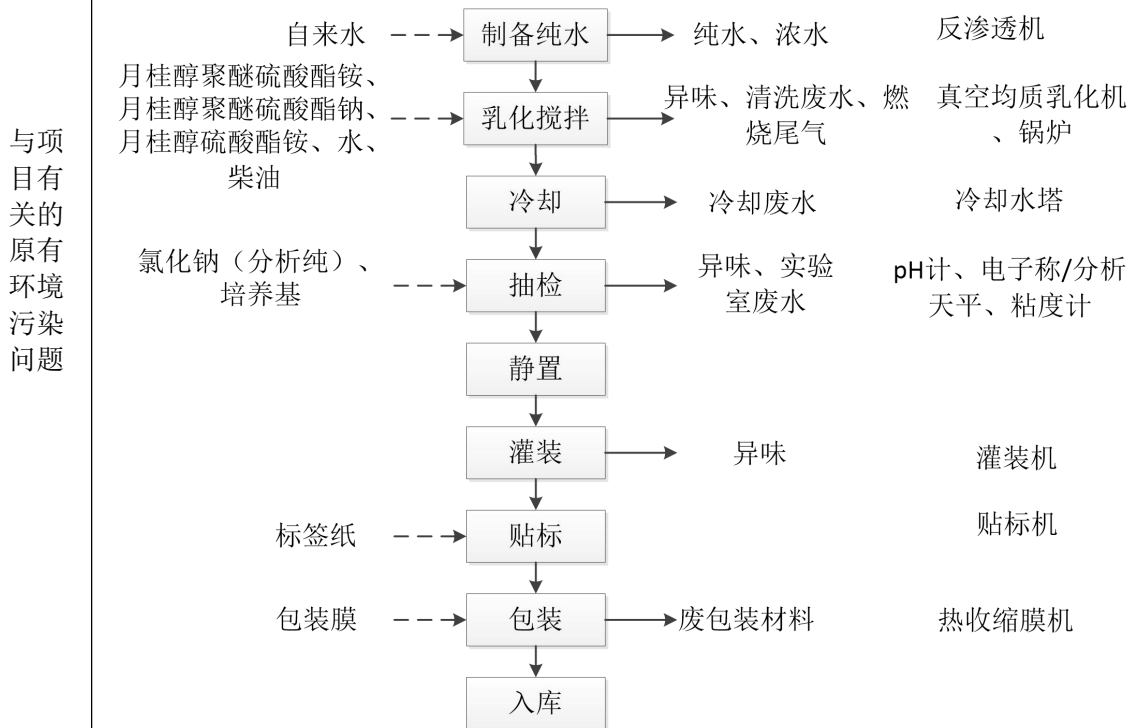 与项
目有
关的
原有
环境
污染
问题
自来水
制备纯水
纯水、浓水
反渗透机
月桂醇聚醚硫酸酯铵、
月桂醇聚醚硫酸酯钠、
月桂醇硫酸酯铵、水、
柴油
乳化搅拌
异味、清洗废水、燃
烧尾气
真空均质乳化机
、锅炉
冷却
冷却废水
冷却水塔
氯化钠（分析纯）、
培养基
抽检
异味、实验
室废水
pH计、电子称/分析
天平、粘度计
静置
灌装
异味
灌装机
标签纸
贴标
贴标机
包装膜
包装
废包装材料
热收缩膜机
入库